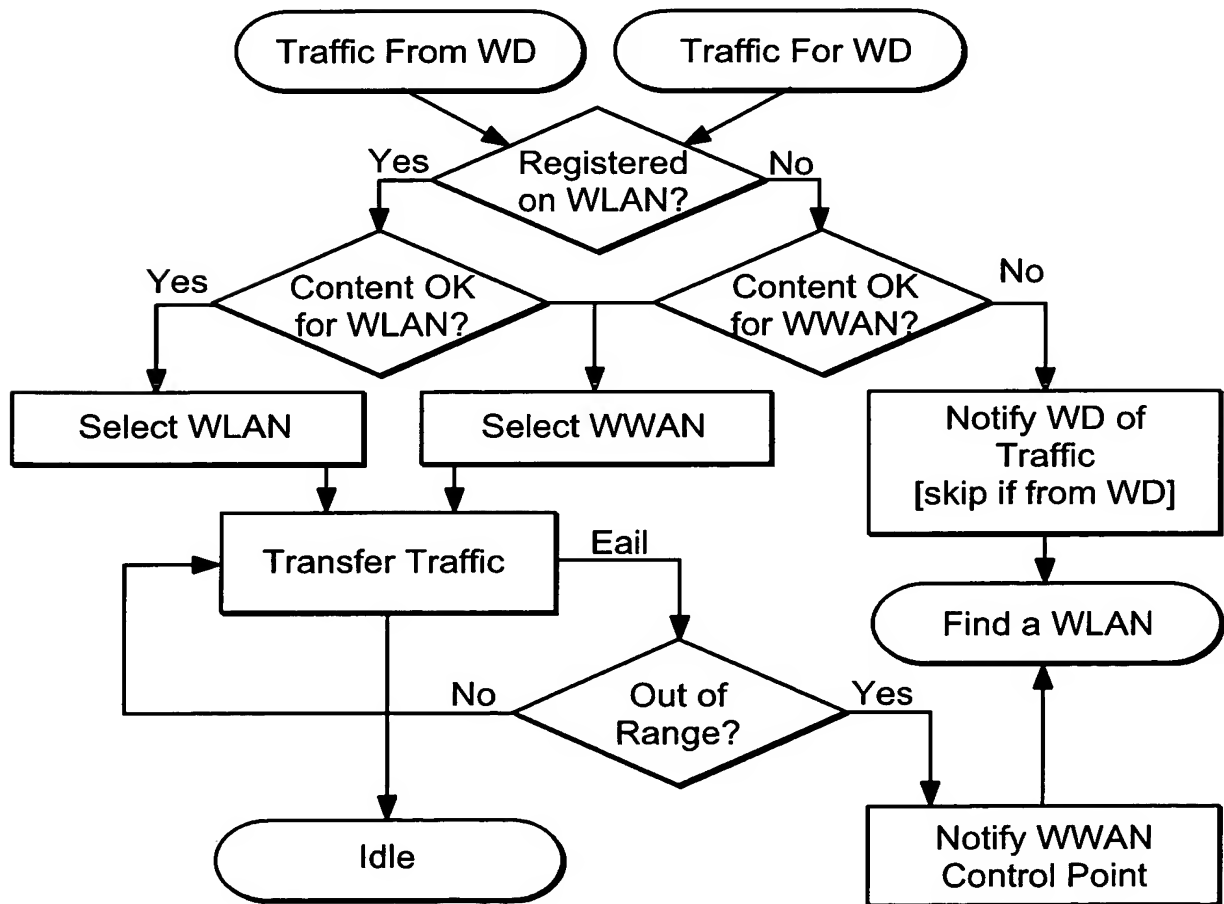 Traffic From WD
Traffic For WD
Yes
Registered
on WLAN?
No
Yes
Content OK
for WLAN?
Content OK
for WWAN?
No
Select WLAN
Select WWAN
Notify WD of
Traffic
[skip if from WD]
Transfer Traffic
Eail
Find a WLAN
No
Out of
Range?
Yes
Idle
Notify WWAN
Control Point